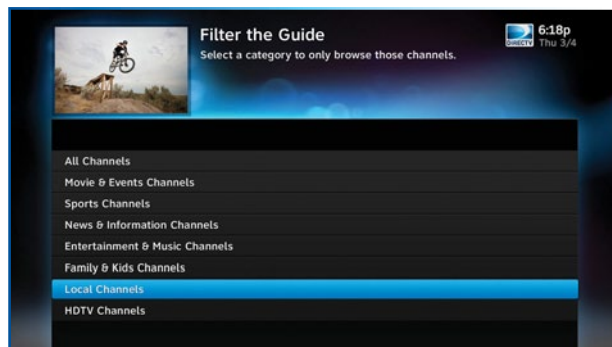 Filter the Guide
Select a category to only browse those channels.
DIRECTV
6:18p
Thu 3/4
All Channels
Movie & Events Channels
Sports Channels
News & Information Channels
Entertainment & Music Channels
Family & Kids Channels
Local Channels
HDTV Channels